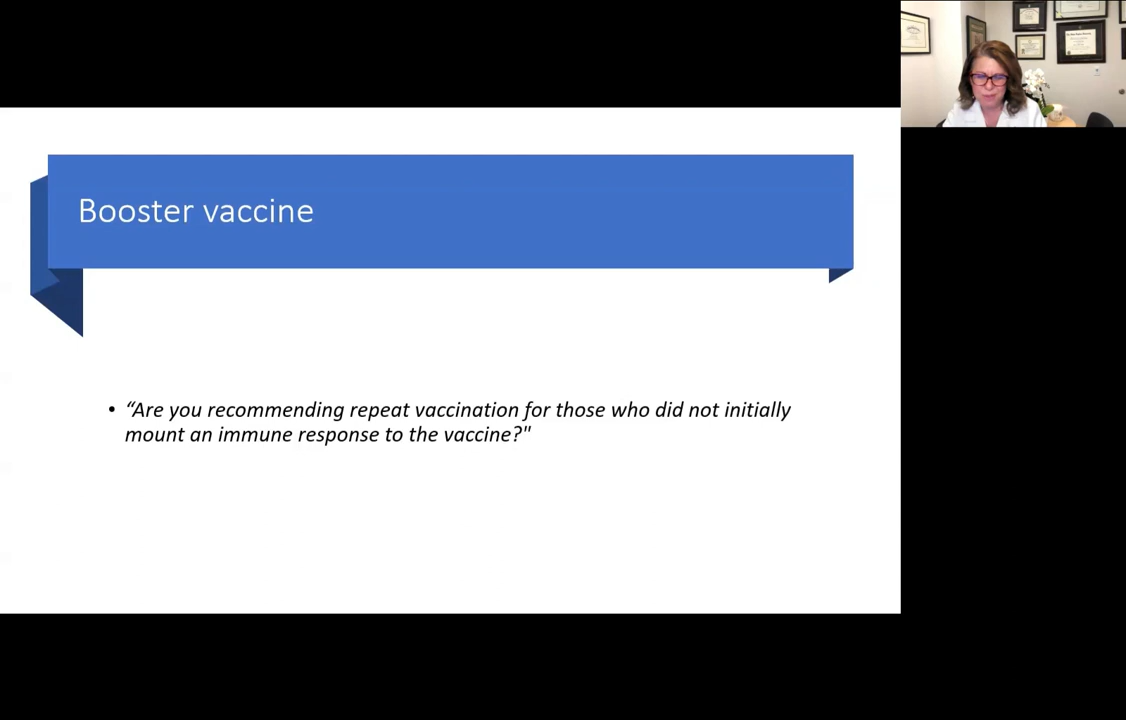 Booster vaccine
• “Are you recommending repeat vaccination for those who did not initially
mount an immune response to the vaccine?"